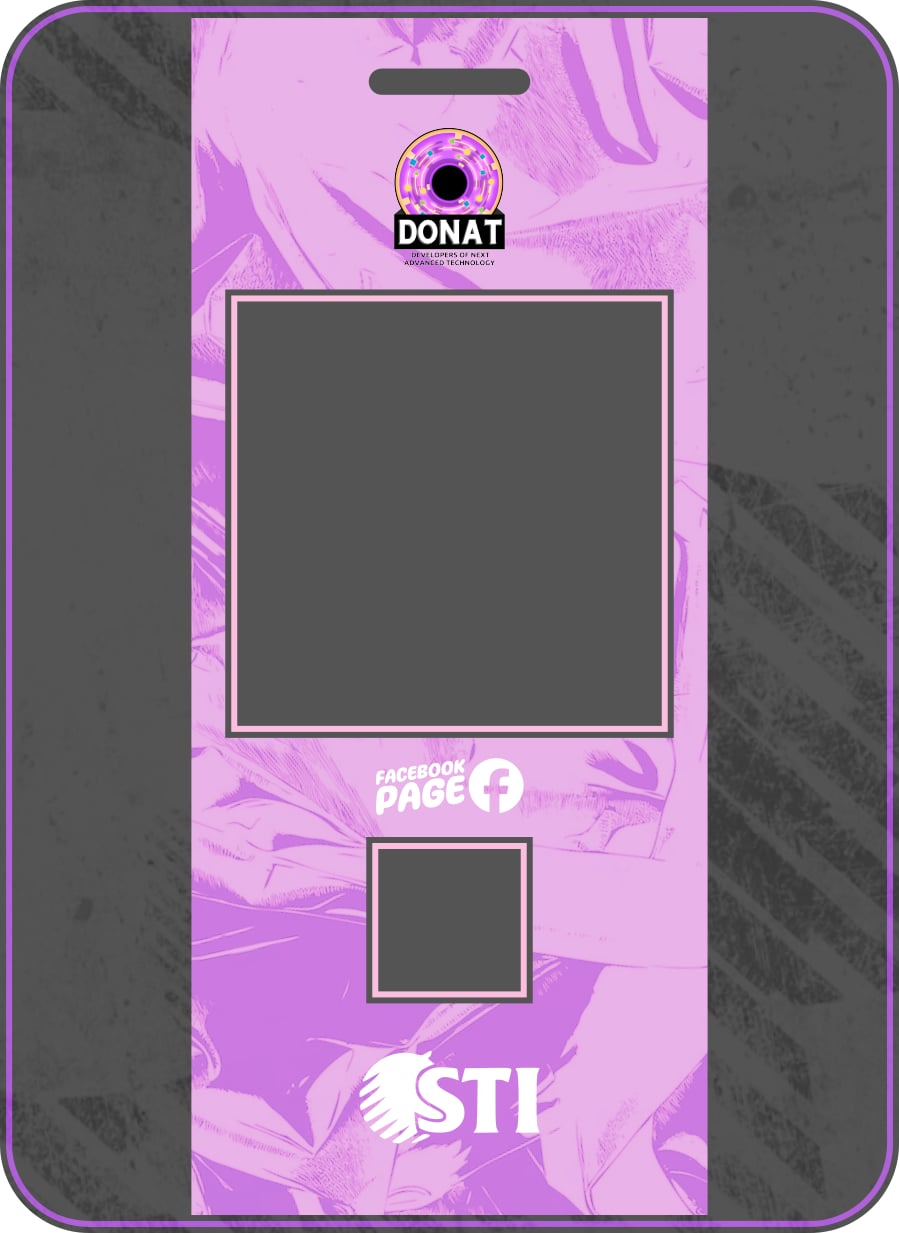 DONAT
DEVELOPERS OF NEXT
ADVANCED TECHNOLOGY
FACEBOOK
PAGE
STI